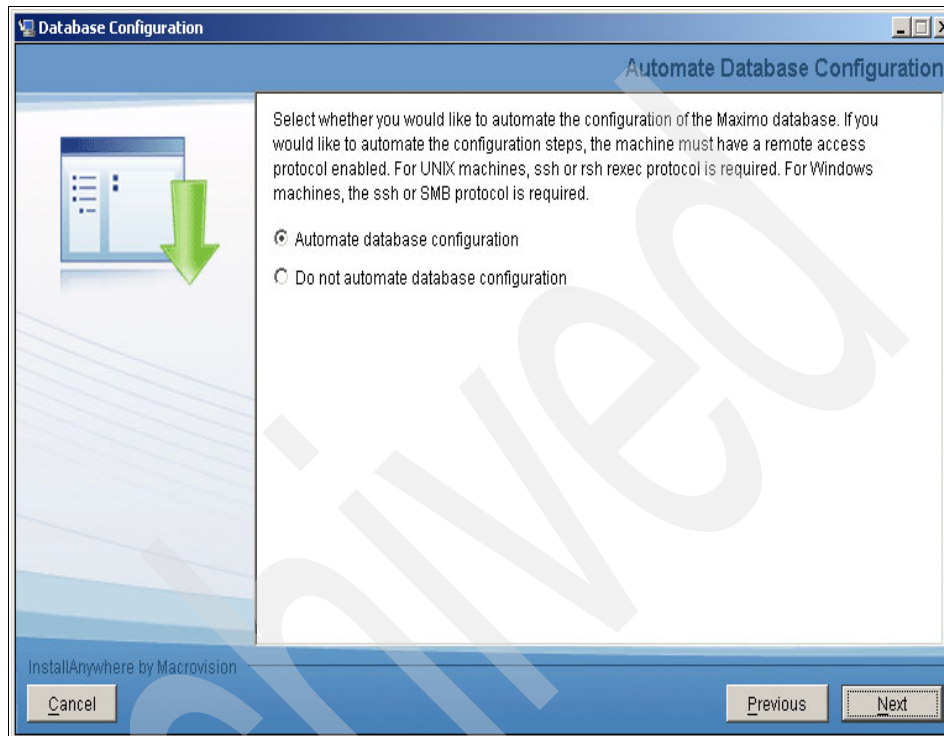 Database Configuration
Automate Database Configuration
Select whether you would like to automate the configuration of the Maximo database. If you
would like to automate the configuration steps, the machine must have a remote access
protocol enabled. For UNIX machines, ssh or rsh rexec protocol is required. For Windows
machines, the ssh or SMB protocol is required.
Automate database configuration
Do not automate database configuration
InstallAnywhere by Macrovision
Cancel
Previous
Next